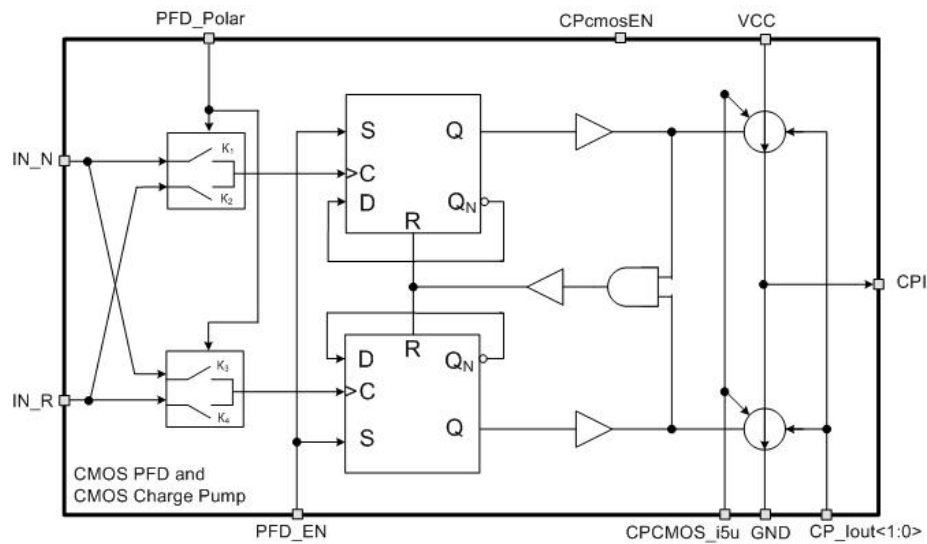 PFD_Polar
CPcmosEN
VCC
IN_N
K1
K2
S
Q
C
D
QN
R
CPI
K3
K4
R
D
QN
C
S
Q
IN_R
CMOS PFD and
CMOS Charge Pump
PFD_EN
CPCMOS_i5u
GND
CP_Iout<1:0>